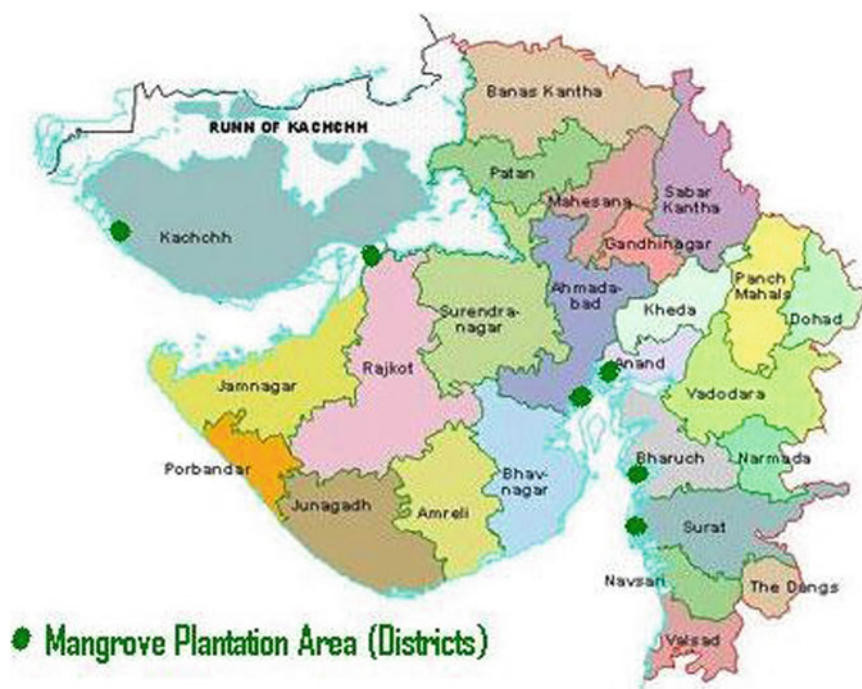 Banas Kantha
RUNN OF KACHCHH
Patan
Mahesana
Sabar
Kantha
Kachchh
Gandhinagar
Ahmada-
bad
Panch
Mahals
Kheda
Dohad
Surendra-
nagar
Anand
Rajkot
Jamnagar
Vadodara
Porbandar
Bhav-
nagar
Bharuch
Narmada
Junagadh
Amreli
Surat
Navsari
The Dangs
Valsad
Mangrove Plantation Area (Districts)